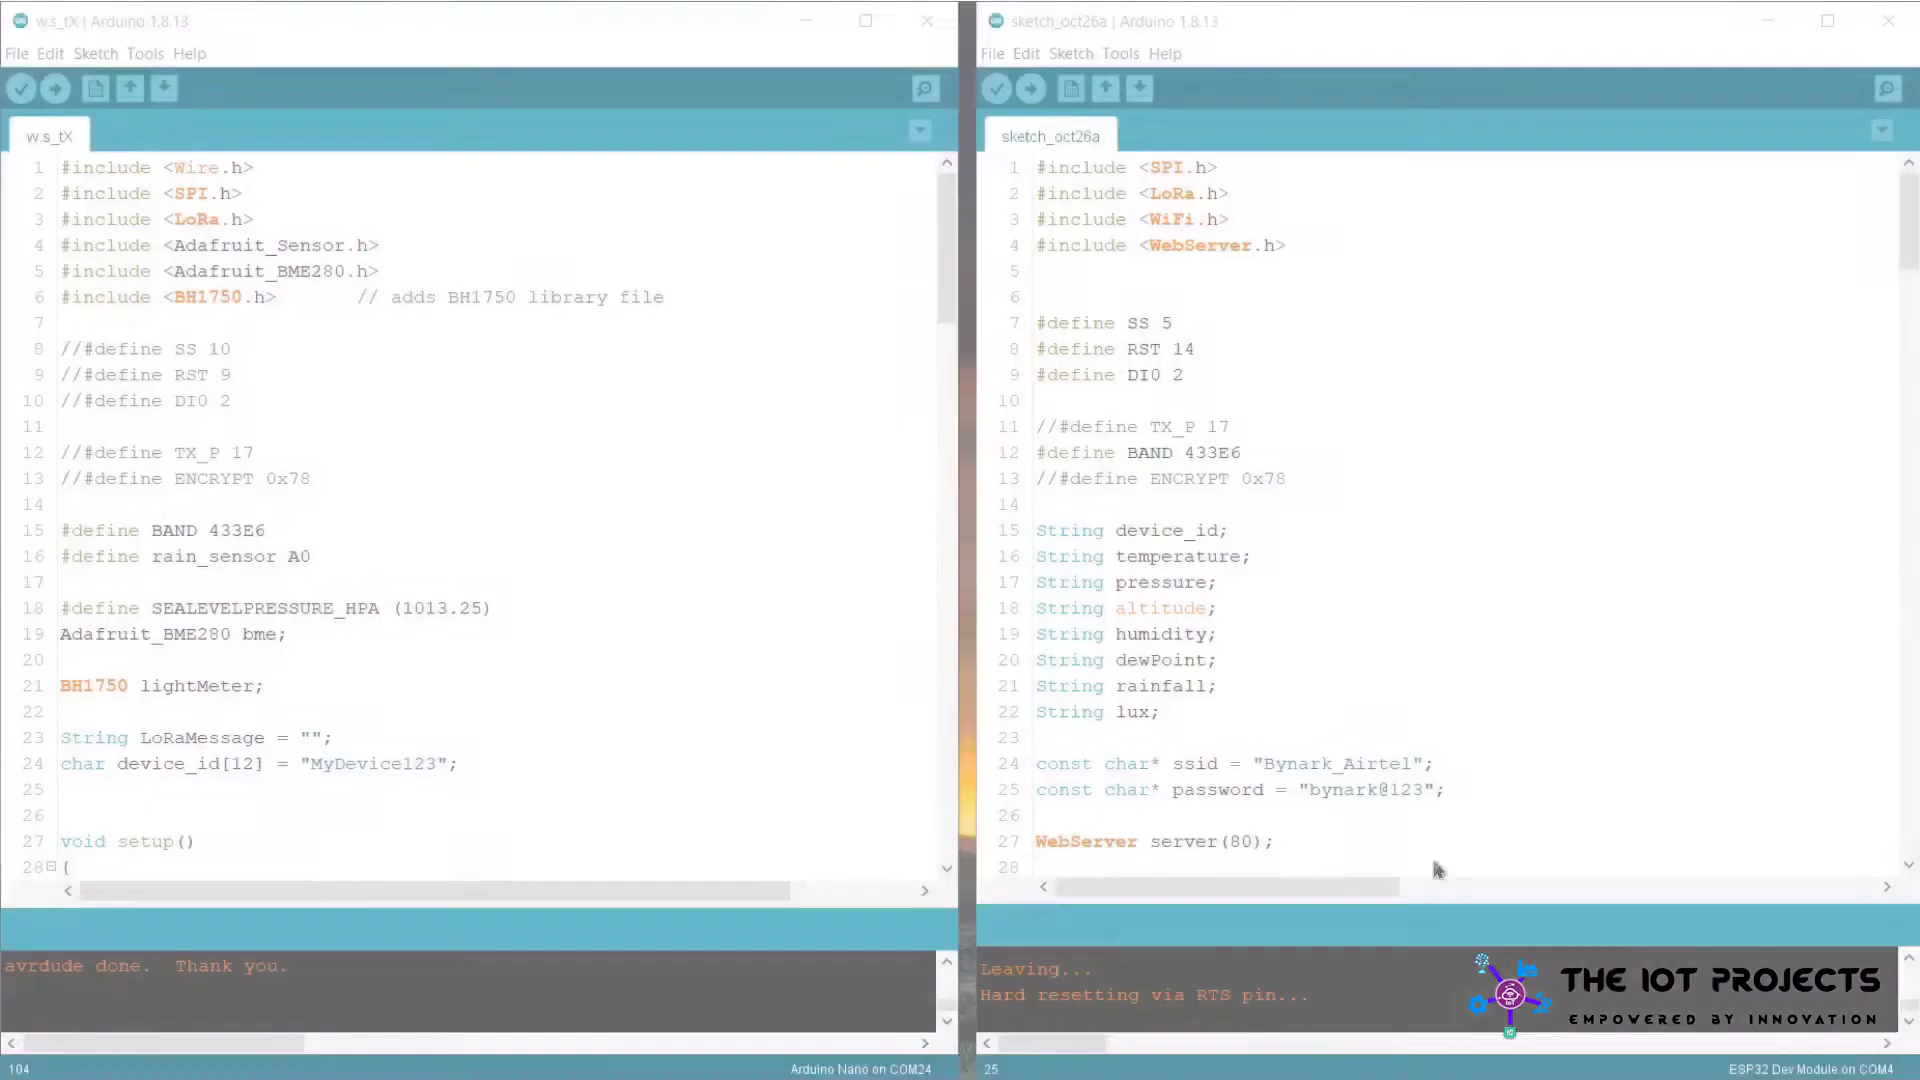 w.s_tX | Arduino 1.8.13
File Edit Sketch Tools Help
w.s_tX
1 #include <Wire.h>
2 #include <SPI.h>
3 #include <LoRa.h>
4 #include <Adafruit_Sensor.h>
5 #include <Adafruit_BME280.h>
6 #include <BH1750.h> // adds BH1750 library file
7
8 //#define SS 10
9 //#define RST 9
10 //#define DI0 2
11
12 //#define TX_P 17
13 //#define ENCRYPT 0x78
14
15 #define BAND 433E6
16 #define rain_sensor A0
17
18 #define SEALEVELPRESSURE_HPA (1013.25)
19 Adafruit_BME280 bme;
20
21 BH1750 lightMeter;
22
23 String LoRaMessage = "";
24 char device_id[12] = "MyDevice123";
25
26
27 void setup()
28 {
avrdude done.  Thank you.
104
Arduino Nano on COM24
sketch_oct26a | Arduino 1.8.13
File Edit Sketch Tools Help
sketch_oct26a
1 #include <SPI.h>
2 #include <LoRa.h>
3 #include <WiFi.h>
4 #include <WebServer.h>
5
6
7 #define SS 5
8 #define RST 14
9 #define DI0 2
10
11 //#define TX_P 17
12 #define BAND 433E6
13 //#define ENCRYPT 0x78
14
15 String device_id;
16 String temperature;
17 String pressure;
18 String altitude;
19 String humidity;
20 String dewPoint;
21 String rainfall;
22 String lux;
23
24 const char* ssid = "Bynark_Airtel";
25 const char* password = "bynark@123";
26
27 WebServer server(80);
28
Leaving...
Hard resetting via RTS pin...
THE IOT PROJECTS
EMPOWERED BY INNOVATION
25
ESP32 Dev Module on COM4